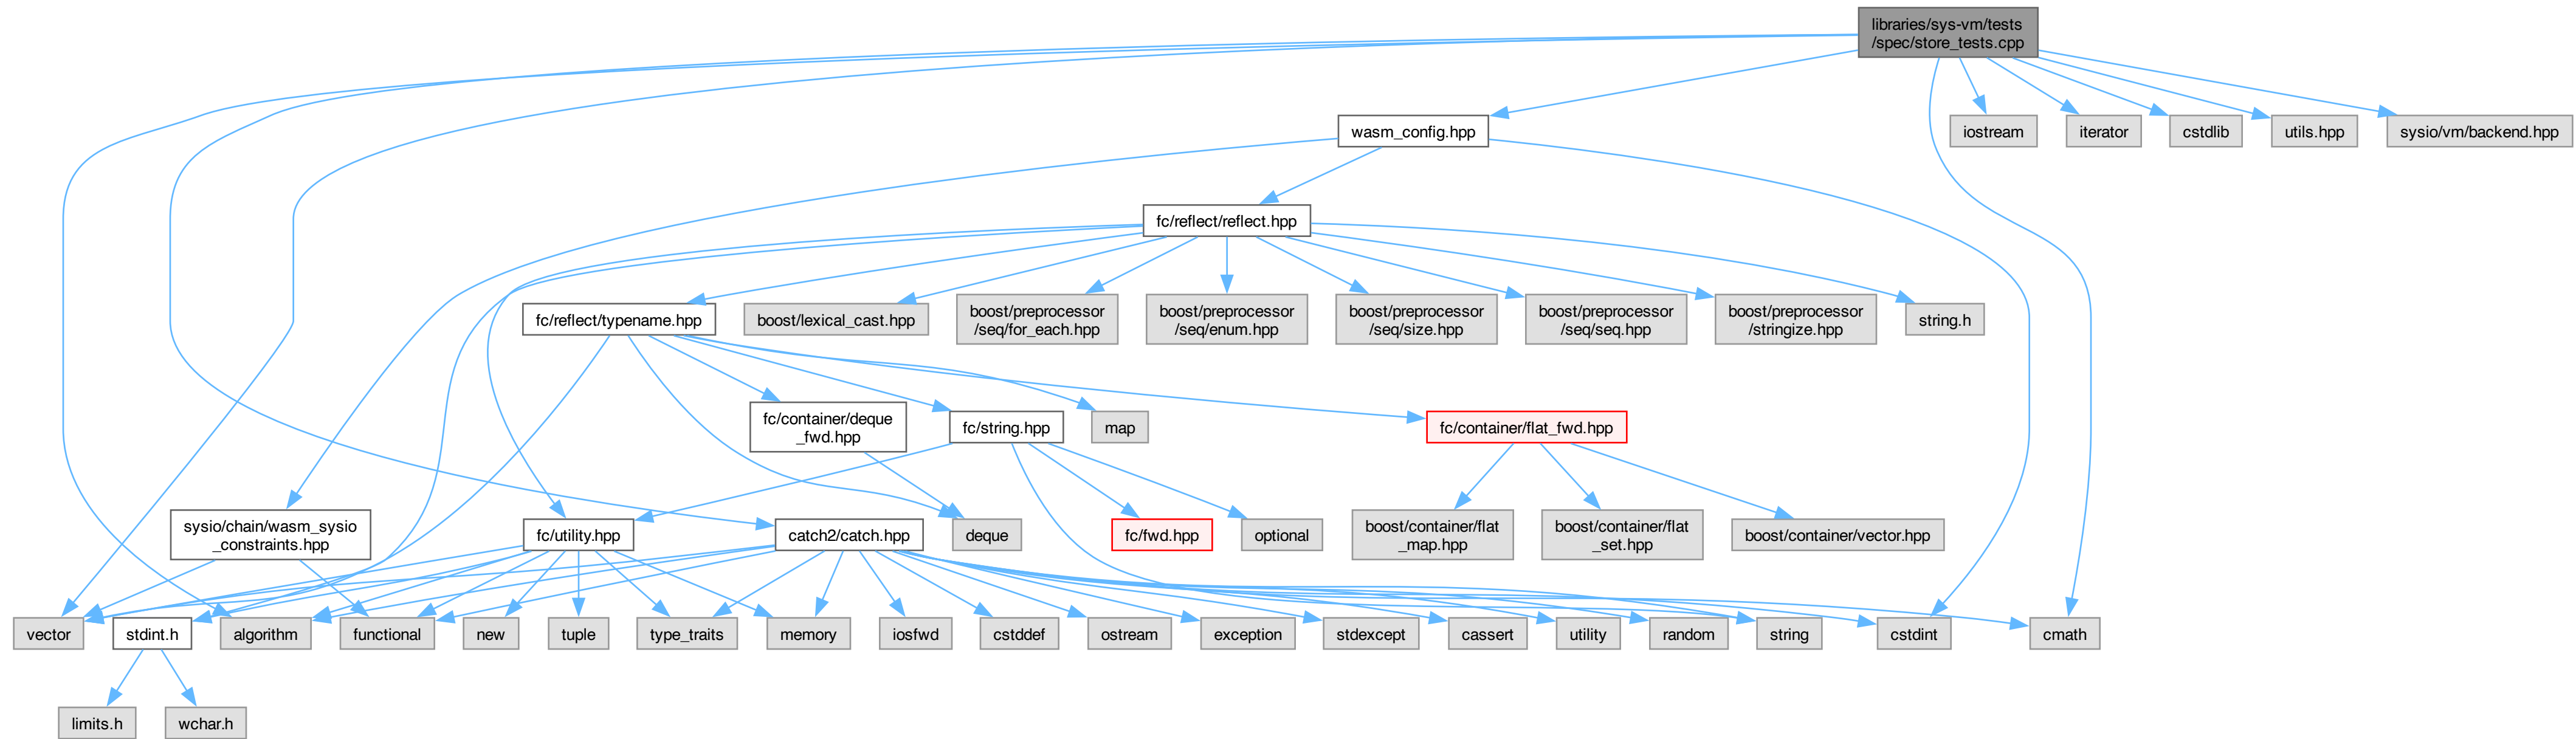 libraries/sys-vm/tests
/spec/store_tests.cpp
wasm_config.hpp
iostream
iterator
cstdlib
utils.hpp
sysio/vm/backend.hpp
fc/reflect/reflect.hpp
fc/reflect/typename.hpp
boost/lexical_cast.hpp
boost/preprocessor
/seq/for_each.hpp
boost/preprocessor
/seq/enum.hpp
boost/preprocessor
/seq/size.hpp
boost/preprocessor
/seq/seq.hpp
boost/preprocessor
/stringize.hpp
string.h
fc/container/deque
_fwd.hpp
fc/string.hpp
map
fc/container/flat_fwd.hpp
sysio/chain/wasm_sysio
_constraints.hpp
fc/utility.hpp
catch2/catch.hpp
deque
fc/fwd.hpp
optional
boost/container/flat
_map.hpp
boost/container/flat
_set.hpp
boost/container/vector.hpp
vector
stdint.h
algorithm
functional
new
tuple
type_traits
memory
iosfwd
cstddef
ostream
exception
stdexcept
cassert
utility
random
string
cstdint
cmath
limits.h
wchar.h